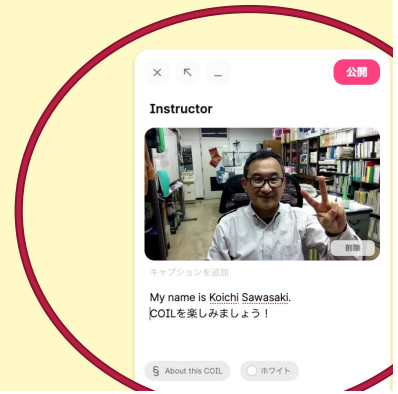 公開
Instructor
削除
キャプションを追加
My name is Koichi Sawasaki.
COILを楽しみましょう！
§ About this COIL
ホワイト